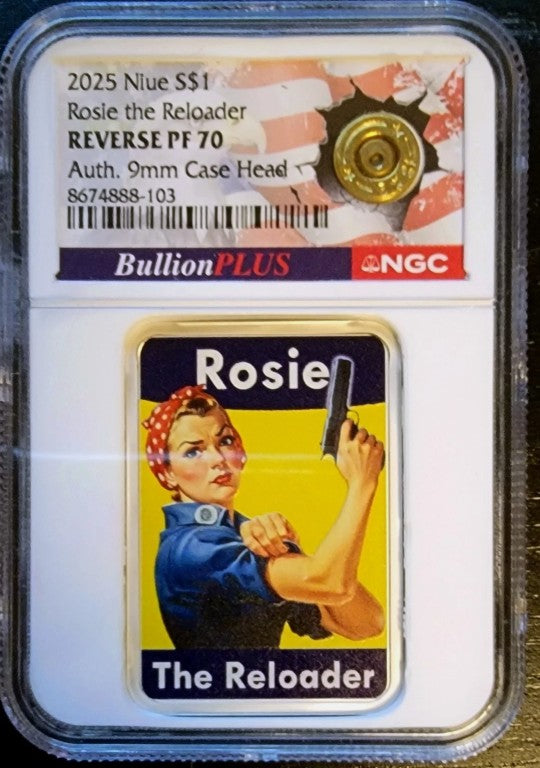 2025 Niue S$1
Rosie the Reloader
REVERSE PF 70
Auth. 9mm Case Head
8674888-103
BullionPLUS NGC
Rosie
The Reloader